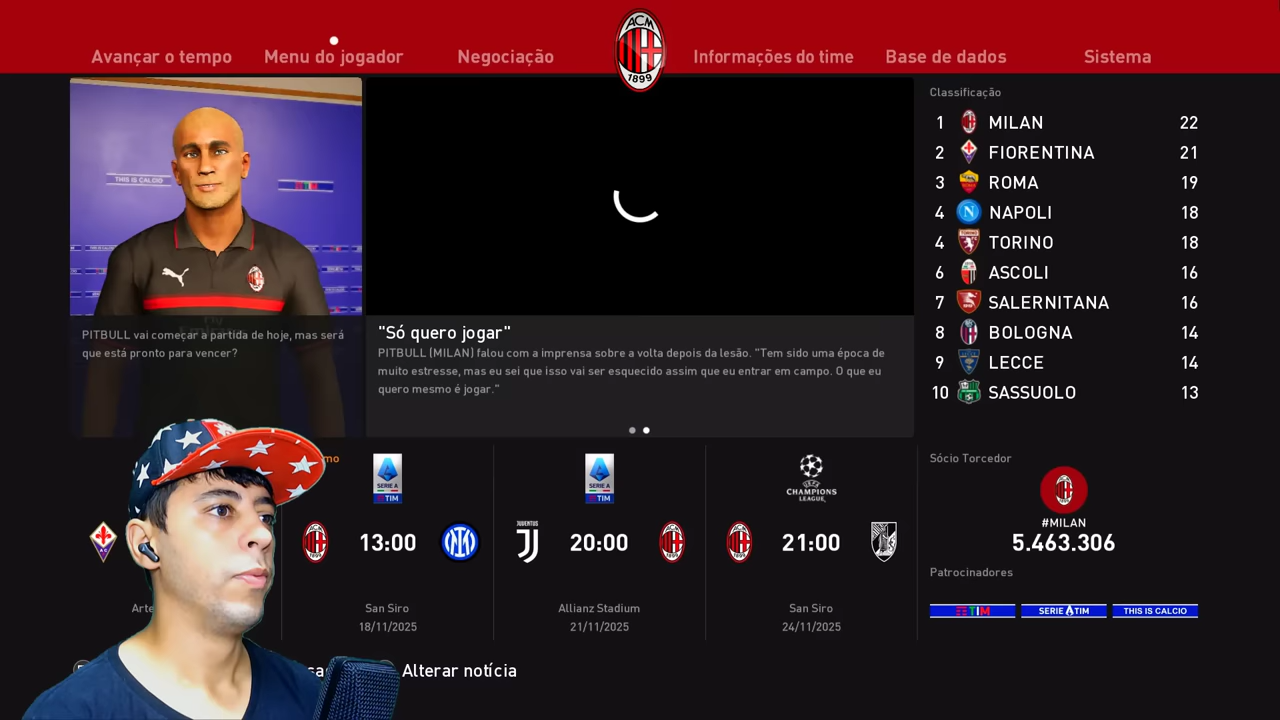 Avançar o tempo
Menu do jogador
Negociação
ACM
1899
Informações do time
Base de dados
Sistema
THIS IS CALCIO
PITBULL vai começar a partida de hoje, mas será
que está pronto para vencer?
"Só quero jogar"
PITBULL (MILAN) falou com a imprensa sobre a volta depois da lesão. "Tem sido uma época de
muito estresse, mas eu sei que isso vai ser esquecido assim que eu entrar em campo. O que eu
quero mesmo é jogar."
Classificação
1 MILAN 22
2 FIORENTINA 21
3 ROMA 19
4 NAPOLI 18
4 TORINO 18
6 ASCOLI 16
7 SALERNITANA 16
8 BOLOGNA 14
9 LECCE 14
10 SASSUOLO 13
SERIE A
TIM
13:00
San Siro
18/11/2025
SERIE A
TIM
JUVENTUS
20:00
Allianz Stadium
21/11/2025
UEFA
CHAMPIONS
LEAGUE
21:00
San Siro
24/11/2025
Sócio Torcedor
#MILAN
5.463.306
Patrocinadores
TIM
SERIE A TIM
THIS IS CALCIO
Alterar notícia